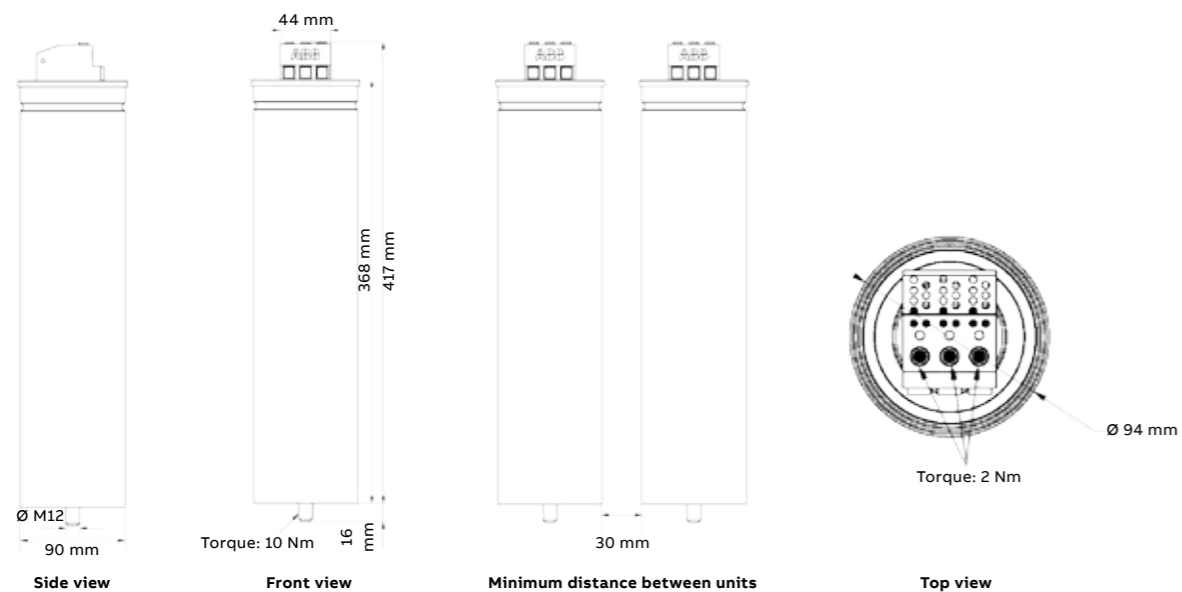 44 mm
ABB
ABB
ABB
368 mm
417 mm
Ø M12
90 mm
Torque: 10 Nm
16 mm
30 mm
Ø 94 mm
Torque: 2 Nm
Side view
Front view
Minimum distance between units
Top view